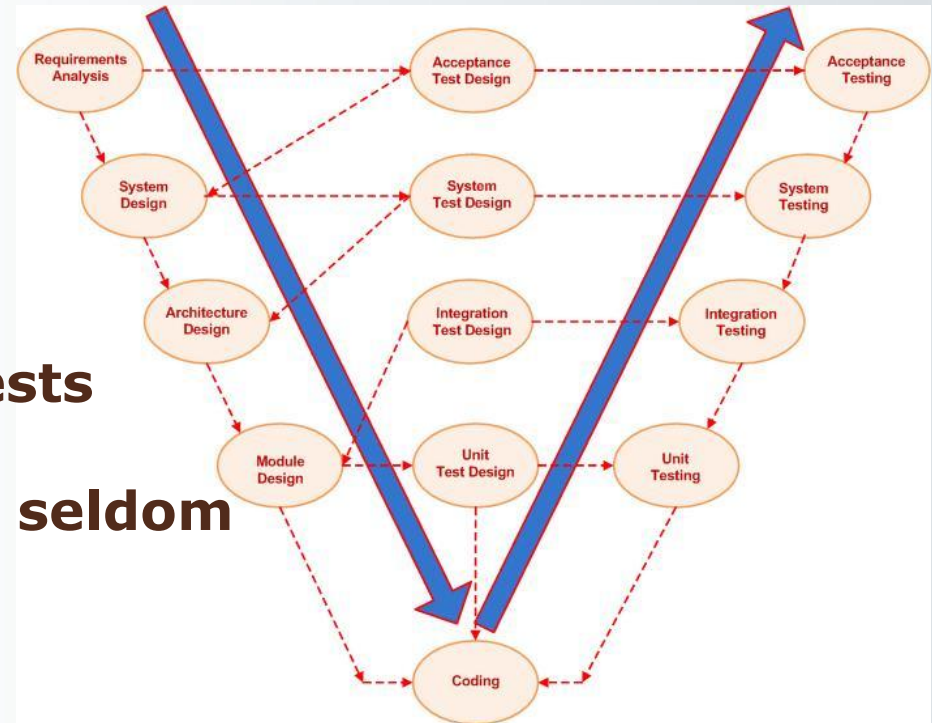 Requirements
Analysis
Acceptance
Test Design
Acceptance
Testing
System
Design
System
Test Design
System
Testing
Architecture
Design
Integration
Test Design
Integration
Testing
ests
Module
Design
Unit
Test Design
Unit
Testing
seldom
Coding